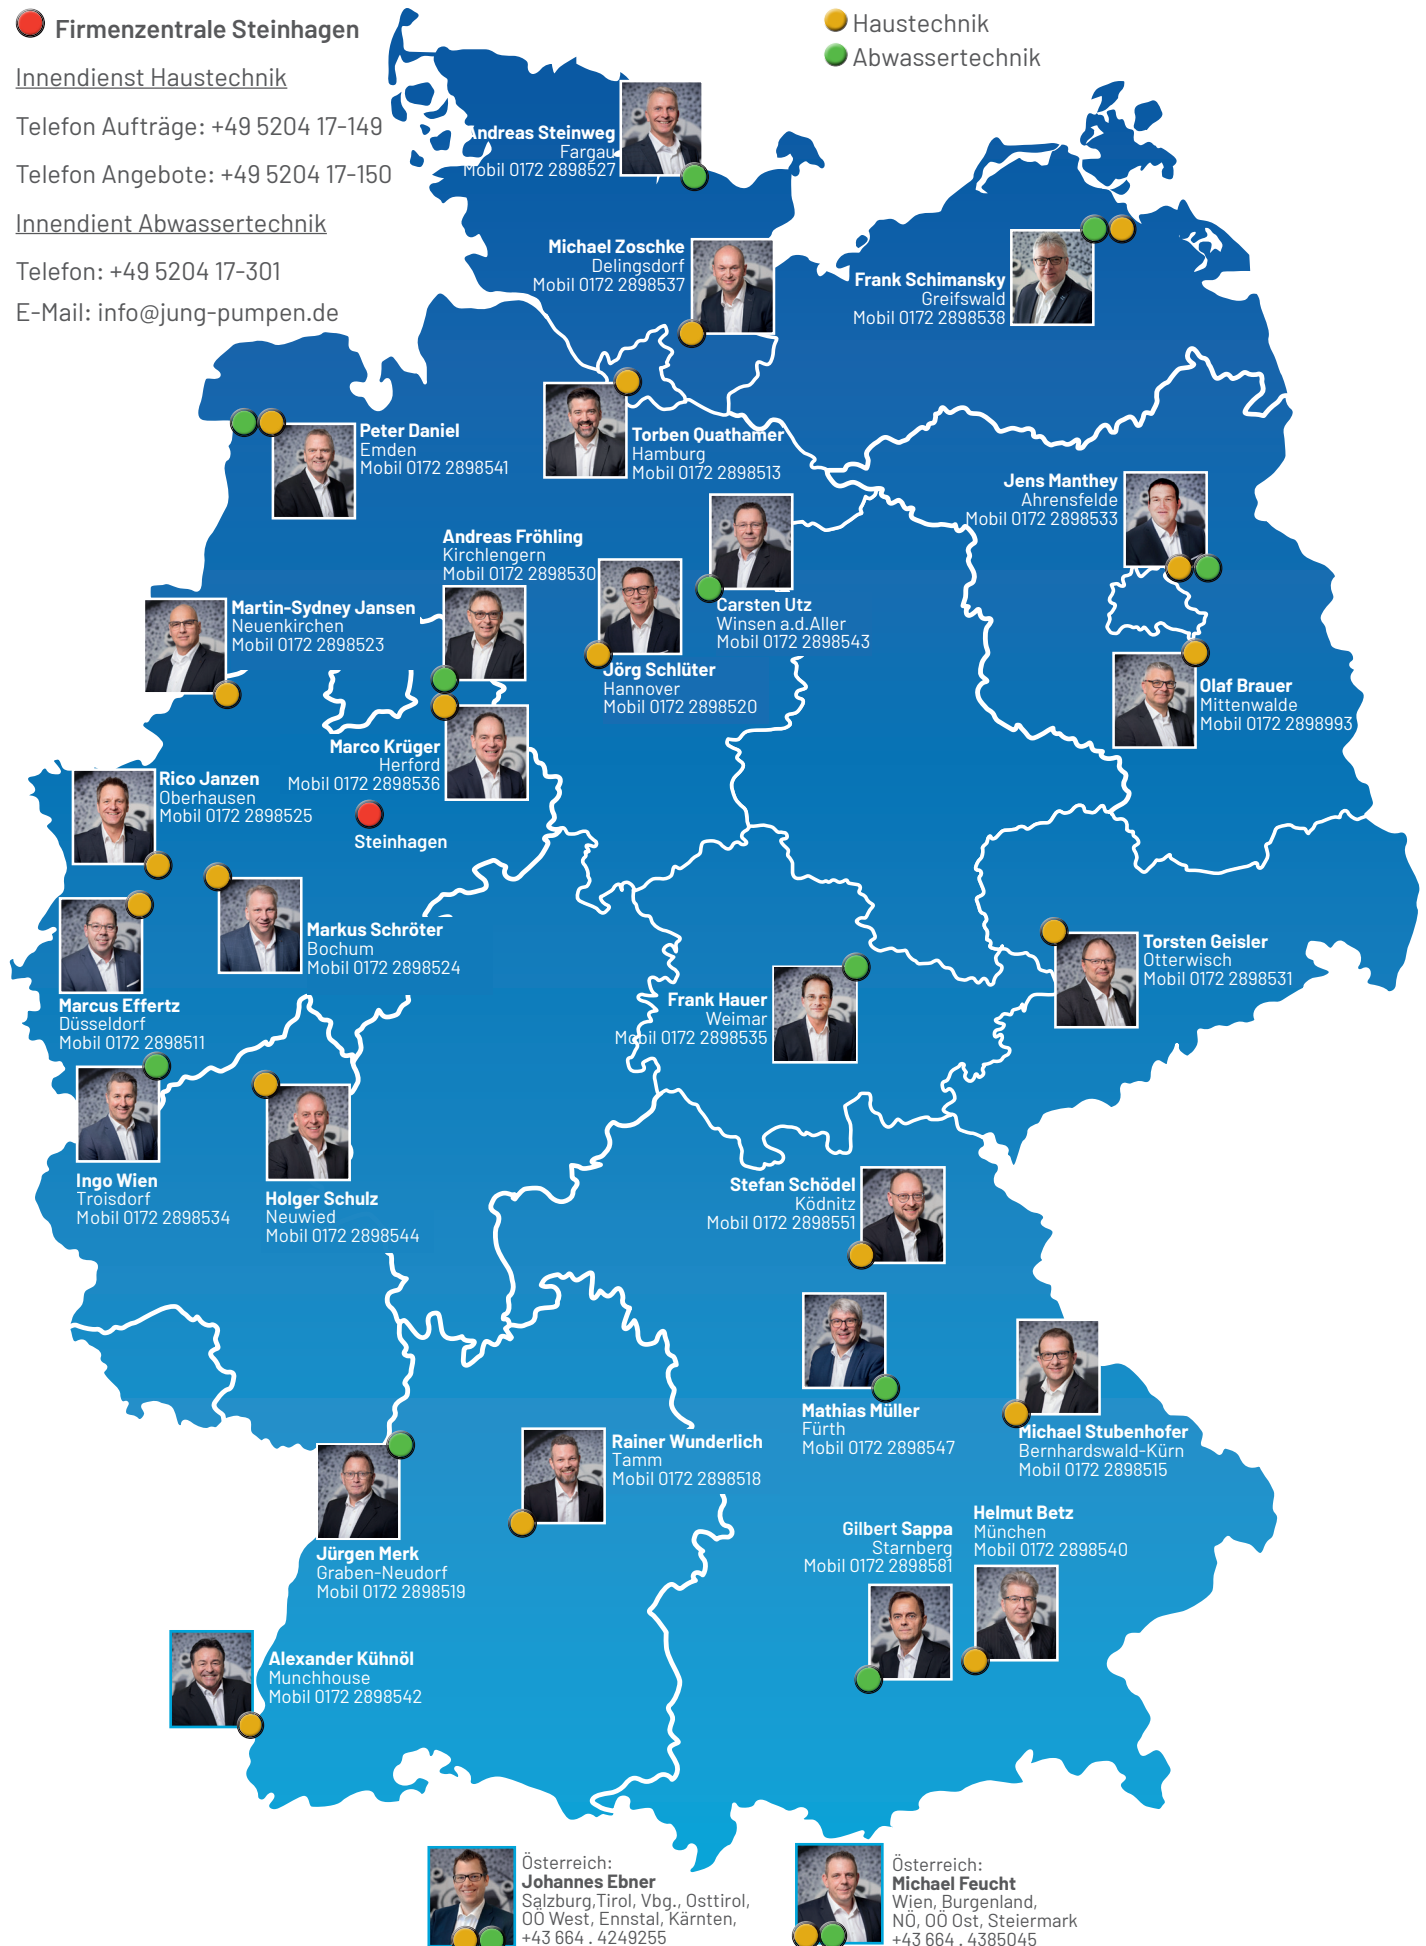 Firmenzentrale Steinhagen
Innendienst Haustechnik
Telefon Aufträge: +49 5204 17-149
Telefon Angebote: +49 5204 17-150
Innendient Abwassertechnik
Telefon: +49 5204 17-301
E-Mail: info@jung-pumpen.de
Haustechnik
Abwassertechnik
Andreas Steinweg
Fargau
Mobil 0172 2898527
Michael Zoschke
Delingsdorf
Mobil 0172 2898537
Frank Schimansky
Greifswald
Mobil 0172 2898538
Peter Daniel
Emden
Mobil 0172 2898541
Torben Quathamer
Hamburg
Mobil 0172 2898513
Jens Manthey
Ahrensfelde
Mobil 0172 2898533
Andreas Fröhling
Kirchlengern
Mobil 0172 2898530
Carsten Utz
Winsen a.d.Aller
Mobil 0172 2898543
Martin-Sydney Jansen
Neuenkirchen
Mobil 0172 2898523
Jörg Schlüter
Hannover
Mobil 0172 2898520
Olaf Brauer
Mittenwalde
Mobil 0172 2898993
Marco Krüger
Herford
Mobil 0172 2898536
Rico Janzen
Oberhausen
Mobil 0172 2898525
Steinhagen
Markus Schröter
Bochum
Mobil 0172 2898524
Torsten Geisler
Otterwisch
Mobil 0172 2898531
Marcus Effertz
Düsseldorf
Mobil 0172 2898511
Frank Hauer
Weimar
Mobil 0172 2898535
Ingo Wien
Troisdorf
Mobil 0172 2898534
Holger Schulz
Neuwied
Mobil 0172 2898544
Stefan Schödel
Ködnitz
Mobil 0172 2898551
Mathias Müller
Fürth
Mobil 0172 2898547
Michael Stubenhofer
Bernhardswald-Kürn
Mobil 0172 2898515
Rainer Wunderlich
Tamm
Mobil 0172 2898518
Helmut Betz
München
Mobil 0172 2898540
Gilbert Sappa
Starnberg
Mobil 0172 2898581
Jürgen Merk
Graben-Neudorf
Mobil 0172 2898519
Alexander Kühnöl
Munchhouse
Mobil 0172 2898542
Österreich:
Johannes Ebner
Salzburg,Tirol, Vbg., Osttirol,
OÖ West, Ennstal, Kärnten,
+43 664 . 4249255
Österreich:
Michael Feucht
Wien, Burgenland,
NÖ, OÖ Ost, Steiermark
+43 664 . 4385045